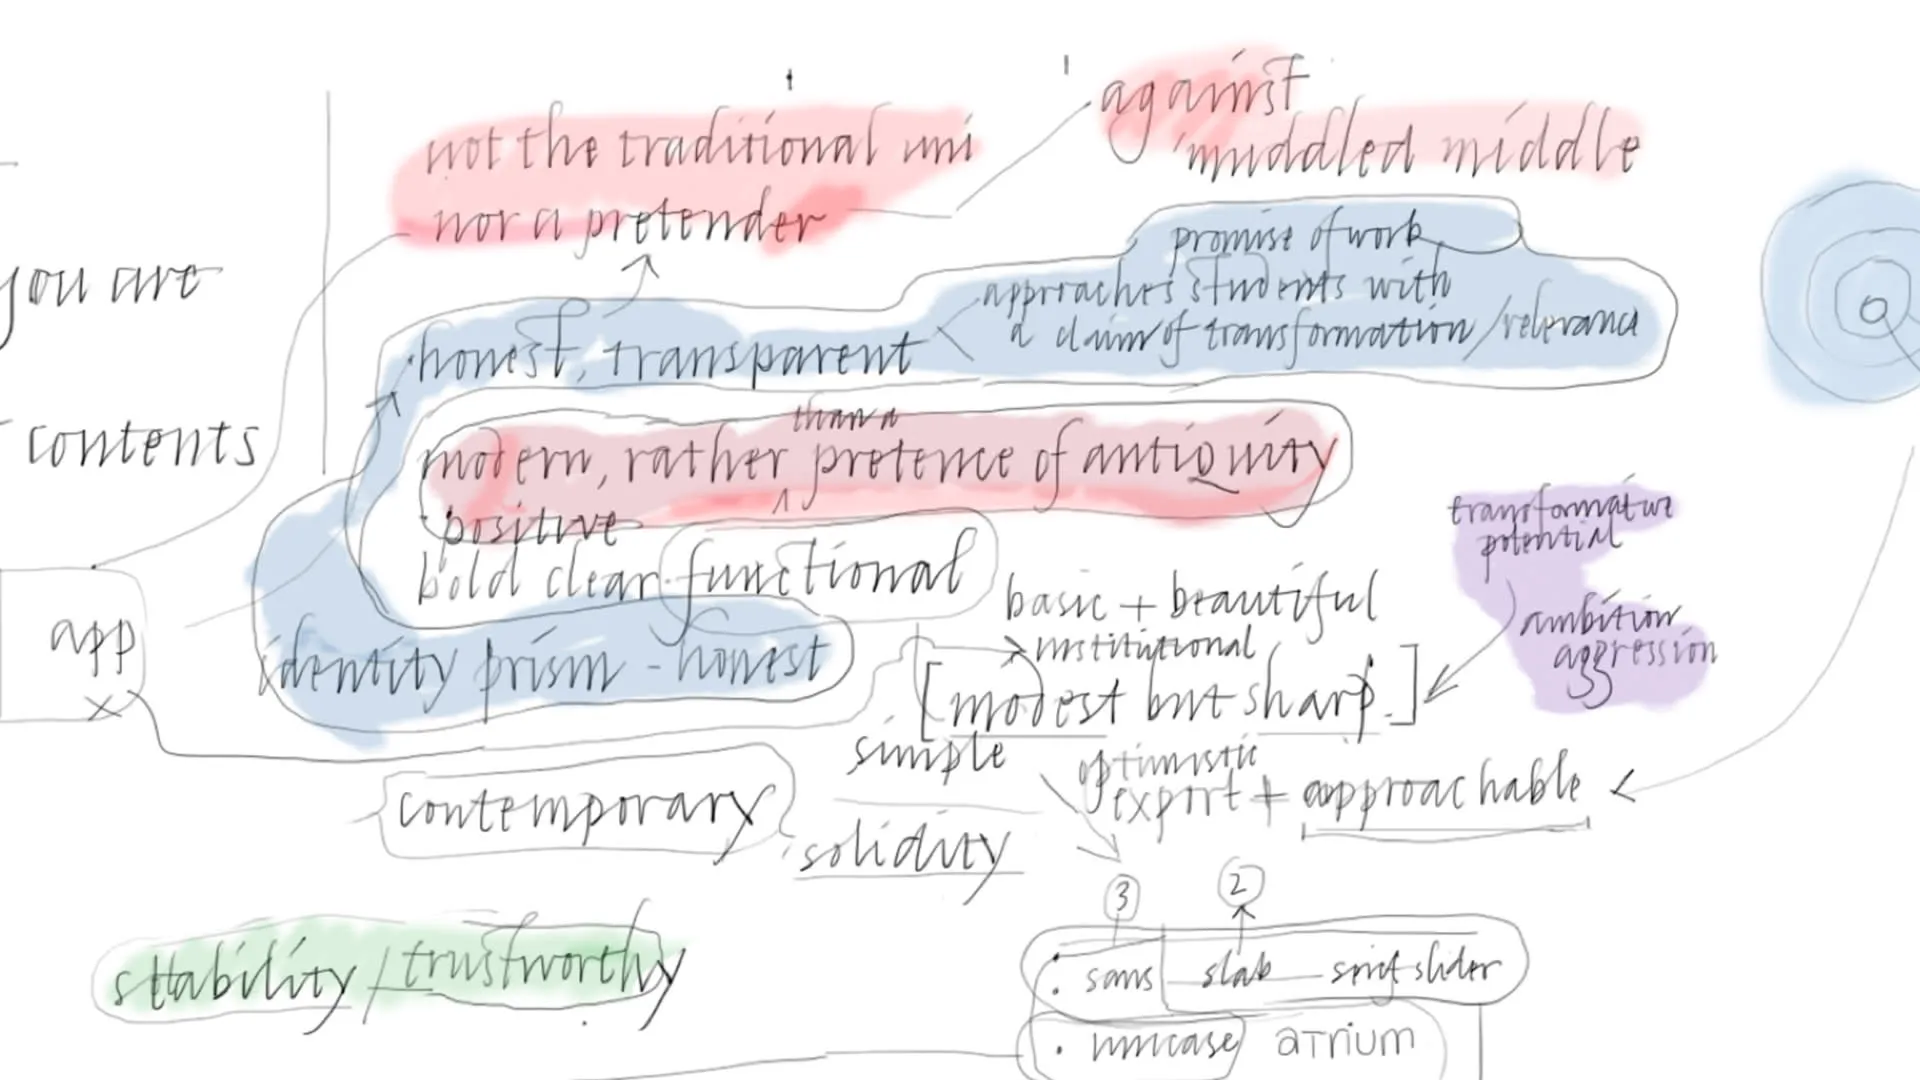 against
not the traditional uni
muddled middle
nor a pretender
promise of work
you are
approaches students with
a claim of transformation / relevance
honest, transparent
than a
contents
modern, rather pretence of antiquity
positive
transformative
potential
bold clear functional
basic + beautiful
ambition
app
institutional
aggression
identity prism - honest
[modest but sharp.]
simple
optimistic
contemporary
expert + approachable
solidity
3
2
stability / trustworthy
sans slab serif slider
unicase
aTrium